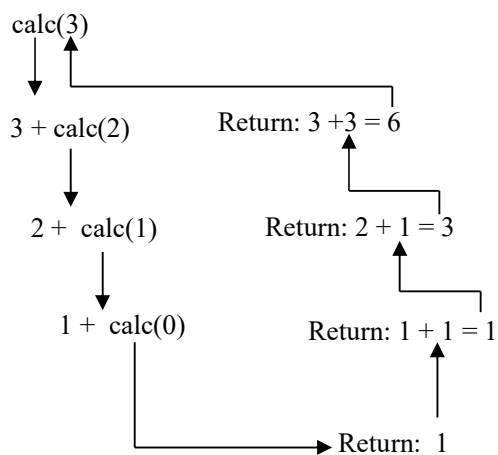 calc(3)
3 + calc(2)
Return: 3 +3 = 6
2 + calc(1)
Return: 2 + 1 = 3
1 + calc(0)
Return: 1 + 1 = 1
Return: 1